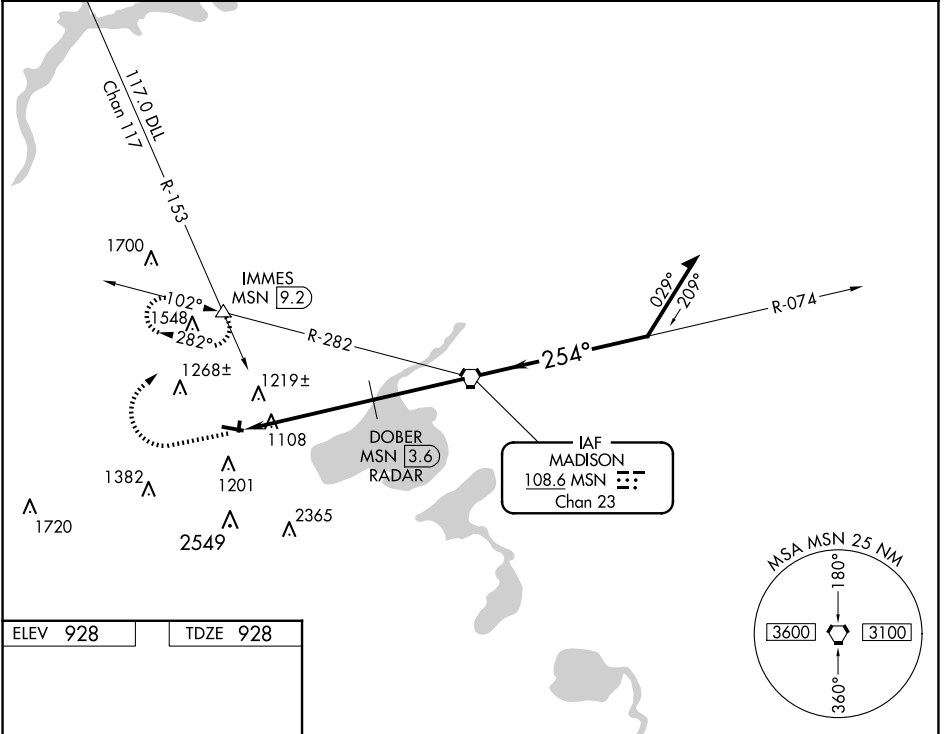 117.0 DLL
Chan 117
R-153
1700
IMMES
MSN 9.2
102°
1548
282°
R-282
029°
209°
R-074
254°
1268±
1219±
1108
DOBER
MSN 3.6
RADAR
IAF
MADISON
108.6 MSN
Chan 23
1382
1201
1720
2549
2365
MSA MSN 25 NM
180°
3600
3100
360°
ELEV 928
TDZE 928